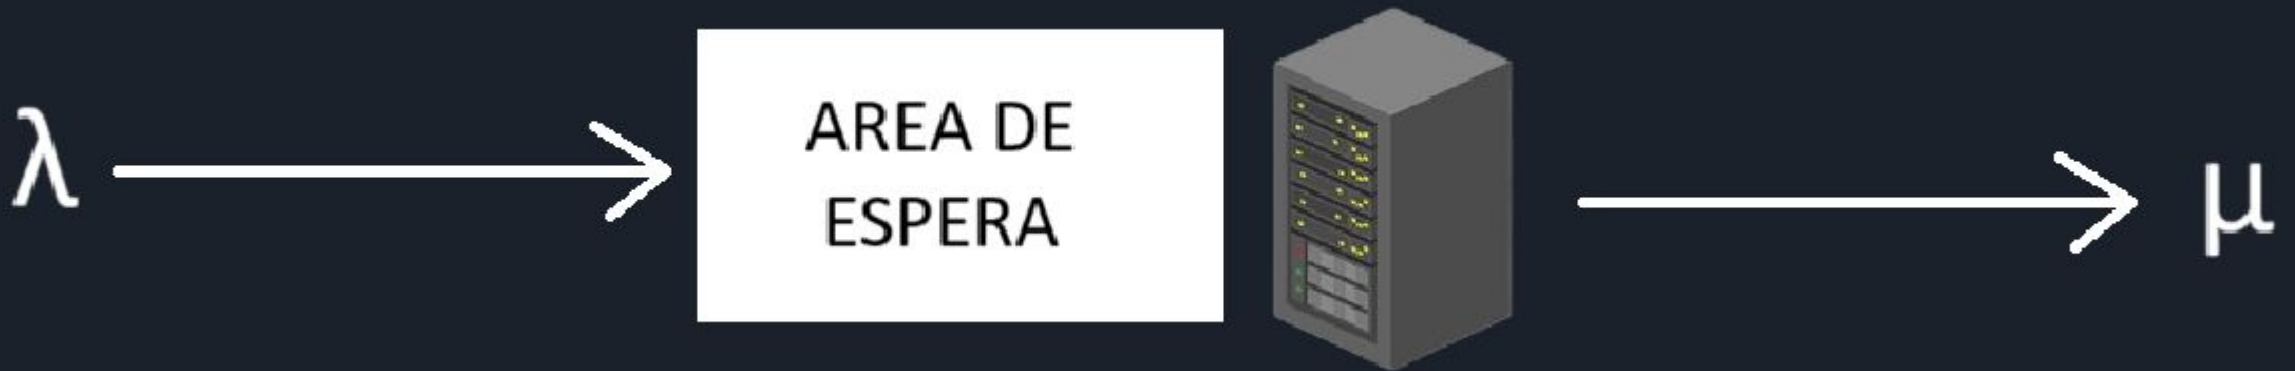 λ
AREA DE
ESPERA
μ